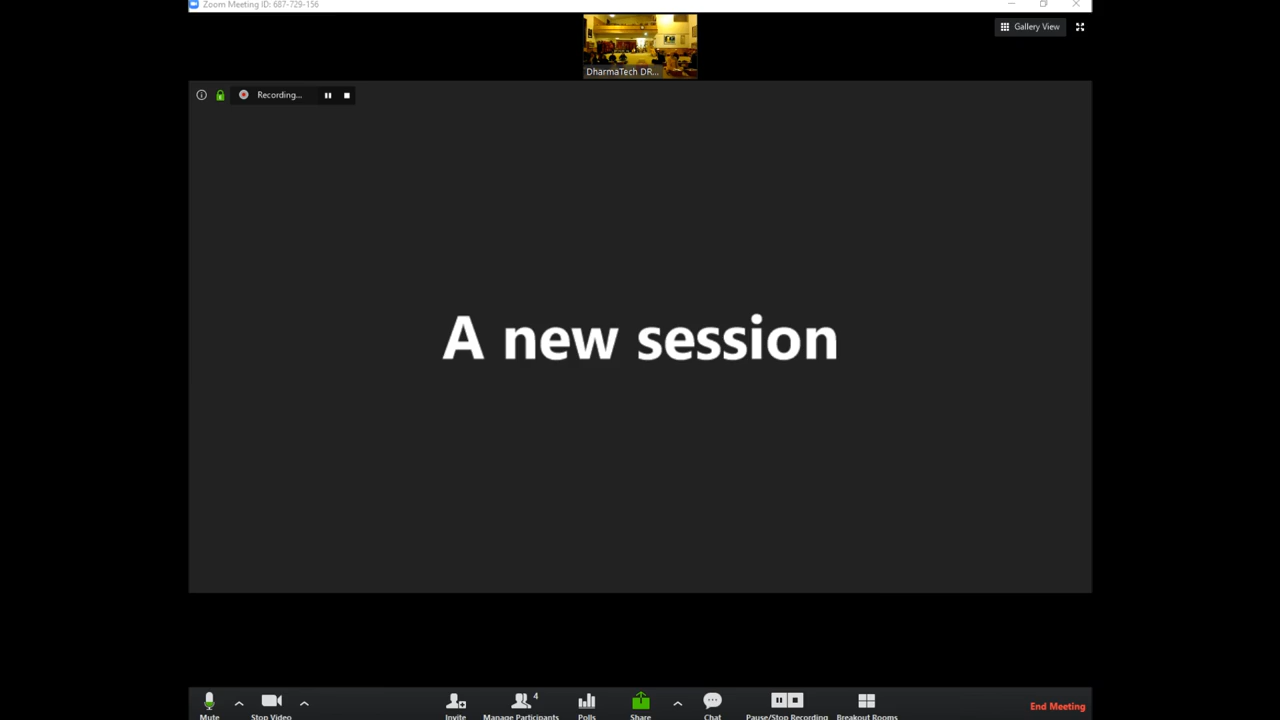 Zoom Meeting ID: 687-729-156
Gallery View
DharmaTech DR...
Recording...
A new session
Mute
Stop Video
Invite
4
Manage Participants
Polls
Share
Chat
Pause/Stop Recording
Breakout Rooms
End Meeting